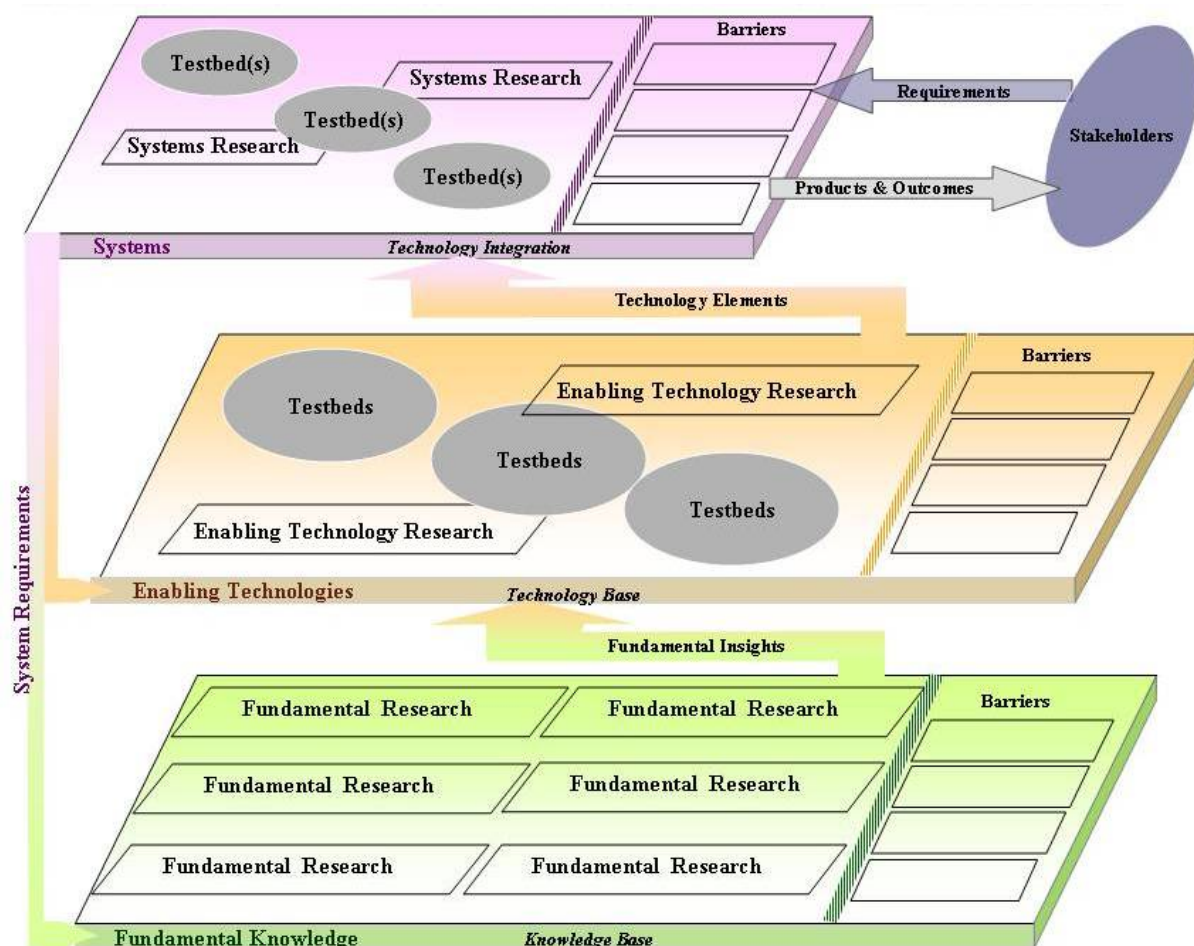 Barriers
Testbed(s)
Systems Research
Requirements
Testbed(s)
Systems Research
Stakeholders
Testbed(s)
Products & Outcomes
Systems
Technology Integration
Technology Elements
Barriers
Enabling Technology Research
Testbeds
Testbeds
Testbeds
Enabling Technology Research
System Requirements
Enabling Technologies
Technology Base
Fundamental Insights
Barriers
Fundamental Research
Fundamental Research
Fundamental Research
Fundamental Research
Fundamental Research
Fundamental Research
Fundamental Knowledge
Knowledge Base